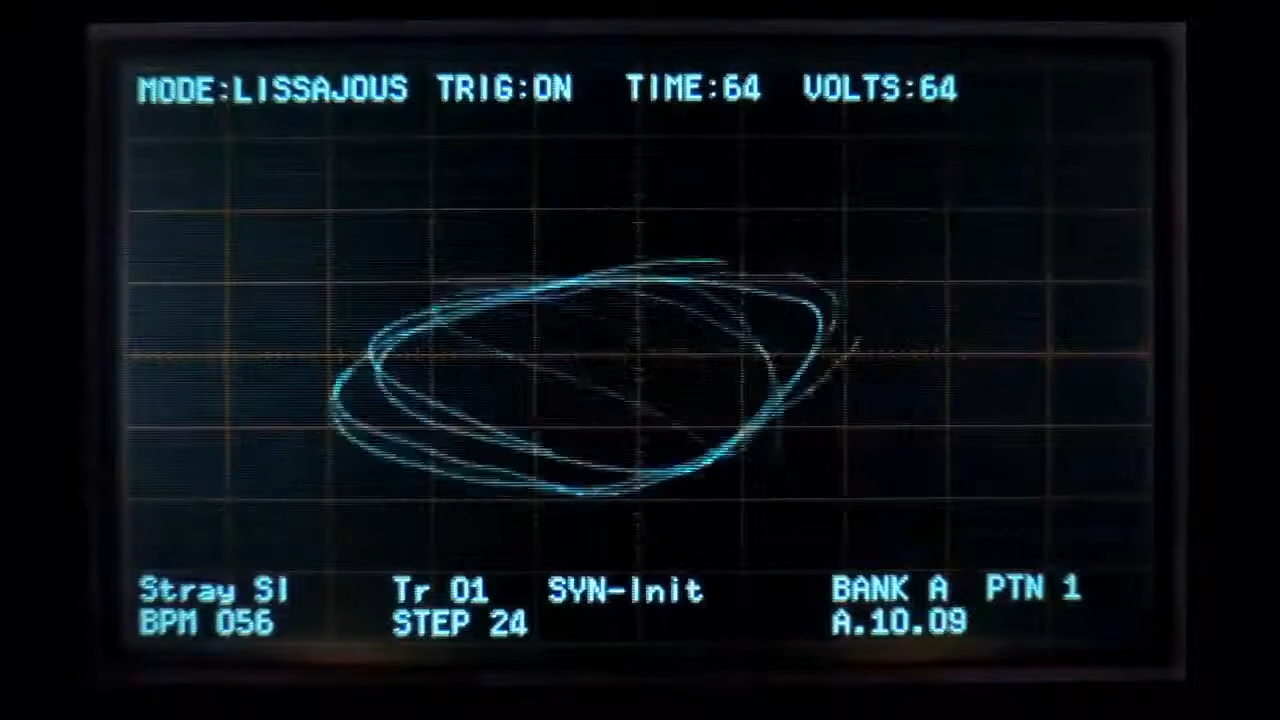 MODE:LISSAJOUS TRIG:ON TIME:64 VOLTS:64
Stray SI Tr 01 SYN-Init BANK A PTN 1
BPM 056 STEP 24 A.10.09